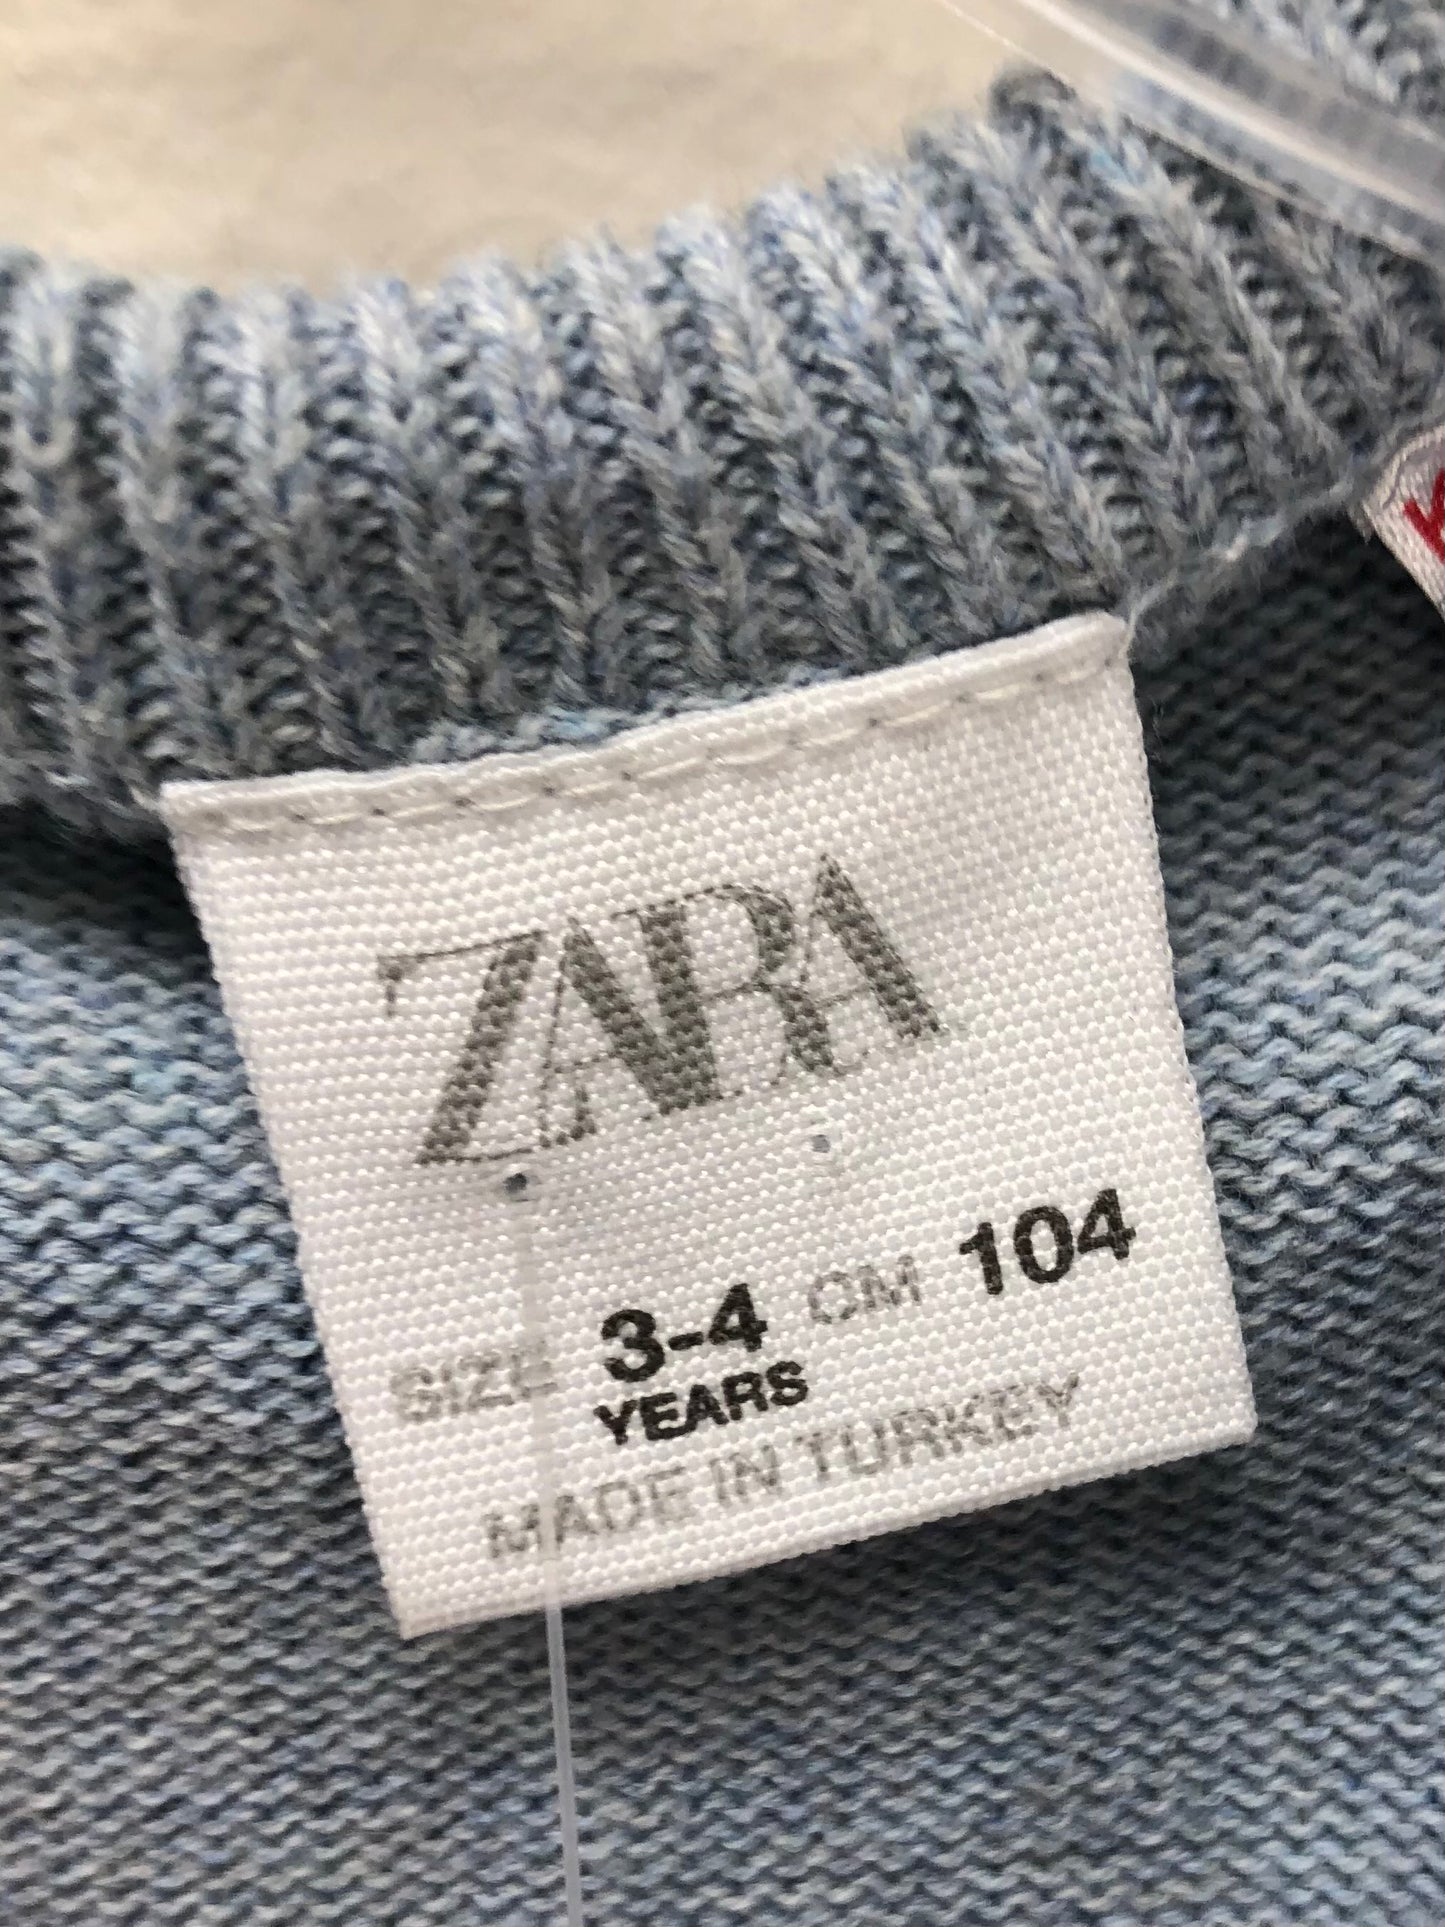 ZARA
SIZE 3-4 CM 104
YEARS
MADE IN TURKEY